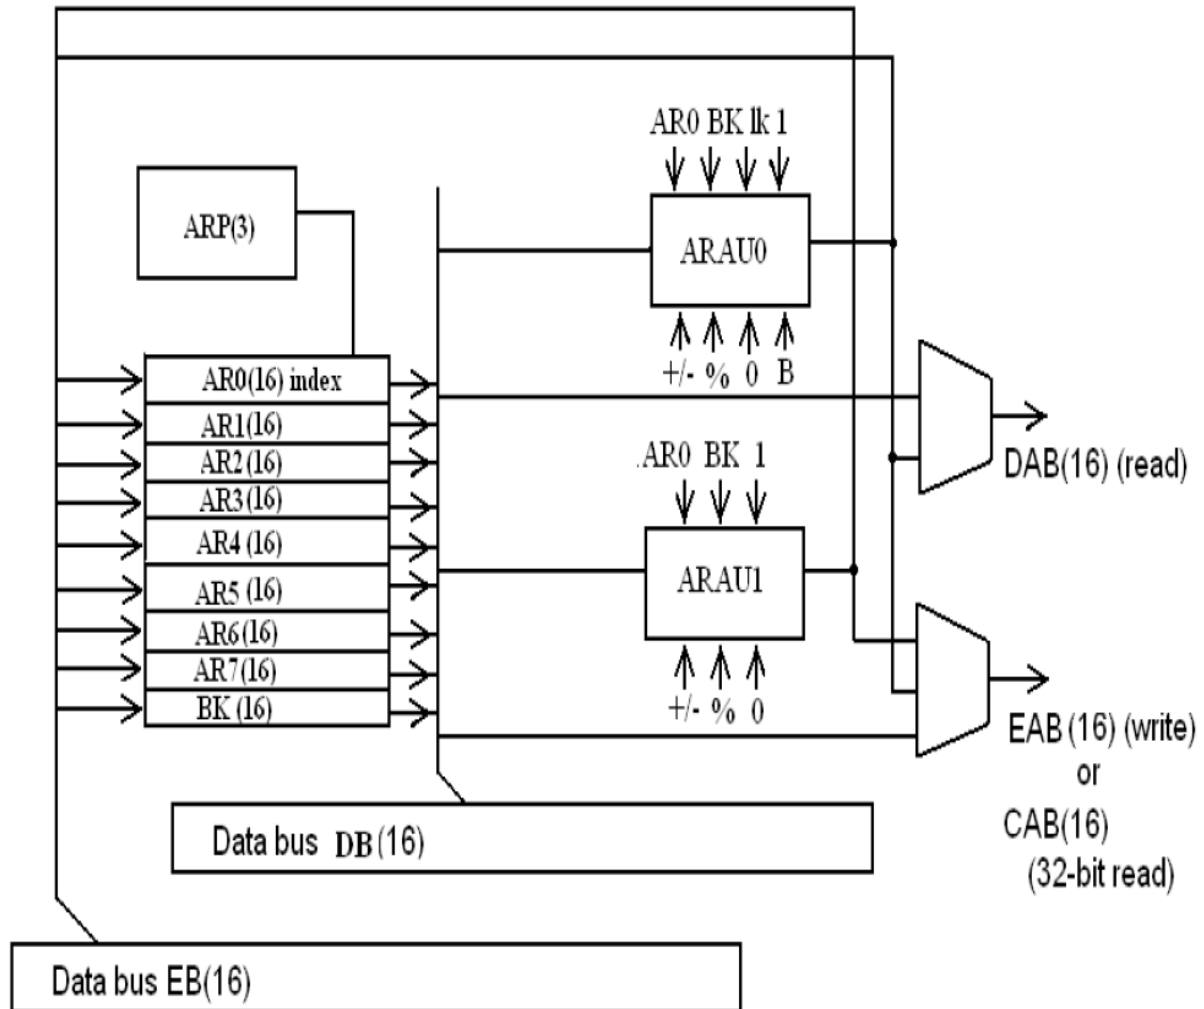 AR0 BK lk 1
ARP(3)
ARAU0
+/- % 0 B
AR0(16) index
AR1(16)
AR2(16)
AR3(16)
AR4 (16)
AR5 (16)
AR6(16)
AR7(16)
BK (16)
.AR0 BK 1
ARAU1
+/- % 0
DAB(16) (read)
EAB (16) (write)
or
CAB(16)
(32-bit read)
Data bus DB(16)
Data bus EB(16)